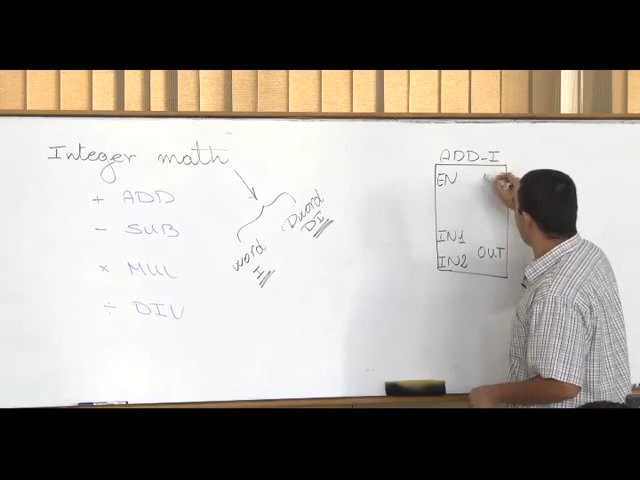 Integer math
+ ADD
- SUB
× MUL
÷ DIV
word
I
Dword
DI
ADD-I
EN
IN1
IN2
OUT